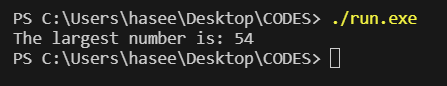 PS C:\Users\hasee\Desktop\CODES> ./run.exe
The largest number is: 54
PS C:\Users\hasee\Desktop\CODES>